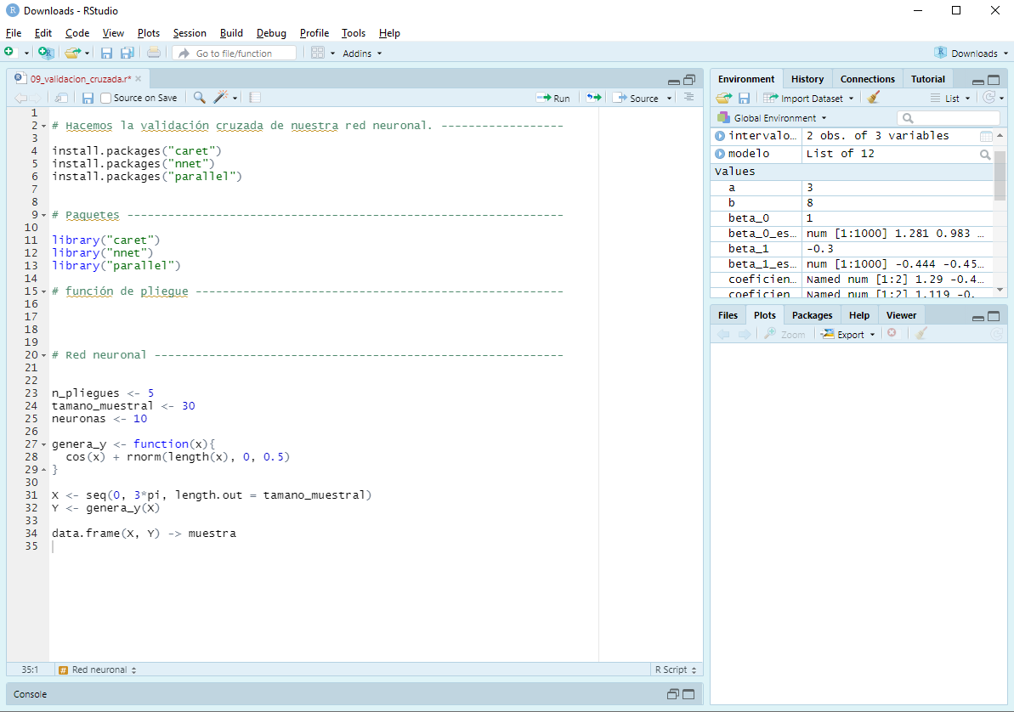 Downloads - RStudio
File Edit Code View Plots Session Build Debug Profile Tools Help
Go to file/function Addins Downloads
09_validacion_cruzada.r*
Source on Save Run Source
1
2 # Hacemos la validación cruzada de nuestra red neuronal. ------------------
3
4 install.packages("caret")
5 install.packages("nnet")
6 install.packages("parallel")
7
8
9 # Paquetes ----------------------------------------------------------------
10
11 library("caret")
12 library("nnet")
13 library("parallel")
14
15 # función de pliegue ------------------------------------------------------
16
17
18
19
20 # Red neuronal ------------------------------------------------------------
21
22
23 n_pliegues <- 5
24 tamano_muestral <- 30
25 neuronas <- 10
26
27 genera_y <- function(x){
28 cos(x) + rnorm(length(x), 0, 0.5)
29 }
30
31 X <- seq(0, 3*pi, length.out = tamano_muestral)
32 Y <- genera_y(X)
33
34 data.frame(X, Y) -> muestra
35
35:1 # Red neuronal R Script
Console
Environment History Connections Tutorial
Import Dataset List
Global Environment
intervalo… 2 obs. of 3 variables
modelo List of 12
Values
a 3
b 8
beta_0 1
beta_0_es… num [1:1000] 1.281 0.983 …
beta_1 -0.3
beta_1_es… num [1:1000] -0.444 -0.45…
coeficien… Named num [1:2] 1.29 -0.4…
coeficien Named num [1:2] 1.119 -0.
Files Plots Packages Help Viewer
Zoom Export